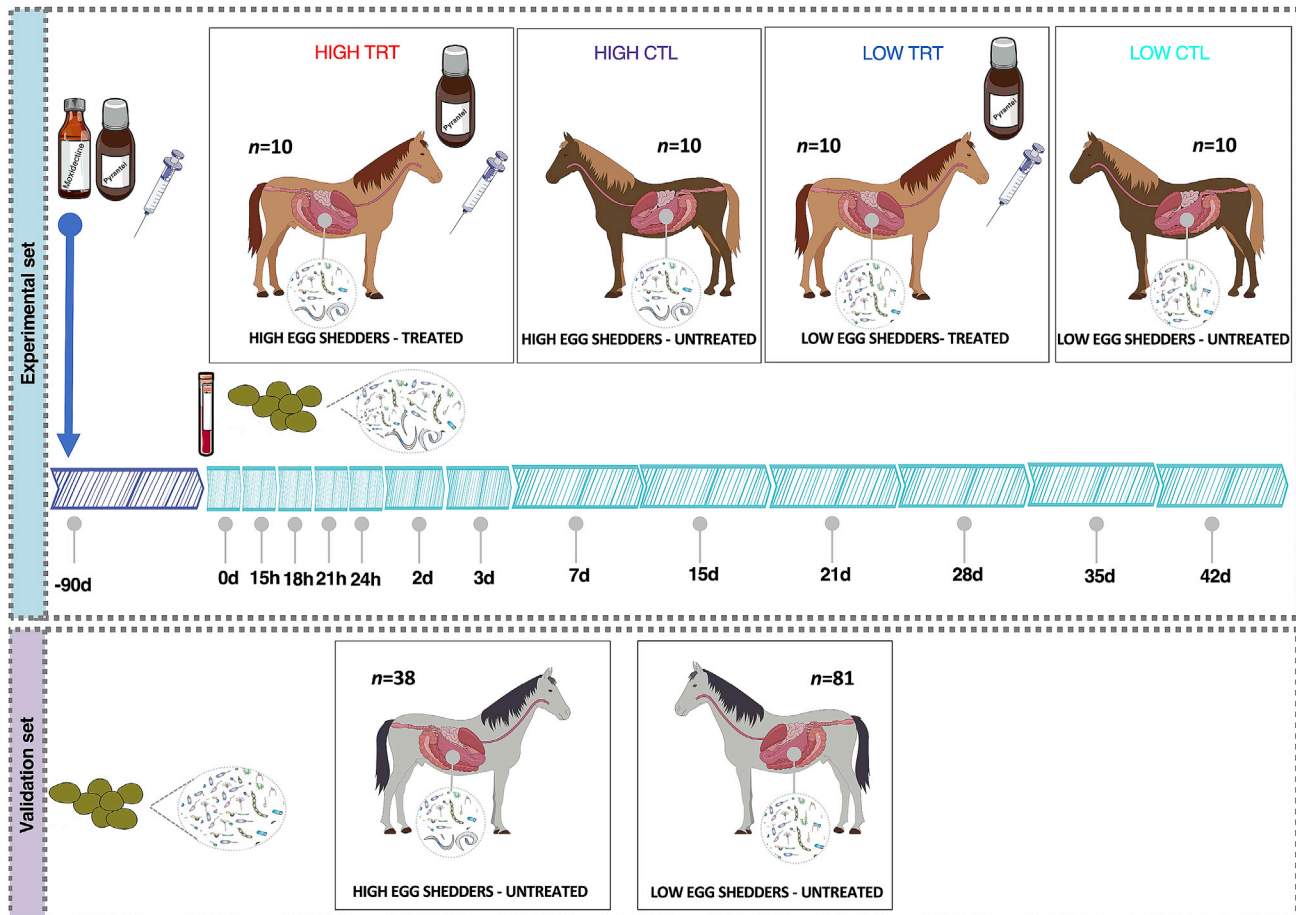 Experimental set
HIGH TRT
HIGH CTL
LOW TRT
LOW CTL
Moxidectine
Pyrantel
Pyrantel
Pyrantel
n=10
n=10
n=10
n=10
HIGH EGG SHEDDERS - TREATED
HIGH EGG SHEDDERS - UNTREATED
LOW EGG SHEDDERS- TREATED
LOW EGG SHEDDERS - UNTREATED
-90d
0d
15h
18h
21h
24h
2d
3d
7d
15d
21d
28d
35d
42d
Validation set
n=38
n=81
HIGH EGG SHEDDERS - UNTREATED
LOW EGG SHEDDERS - UNTREATED